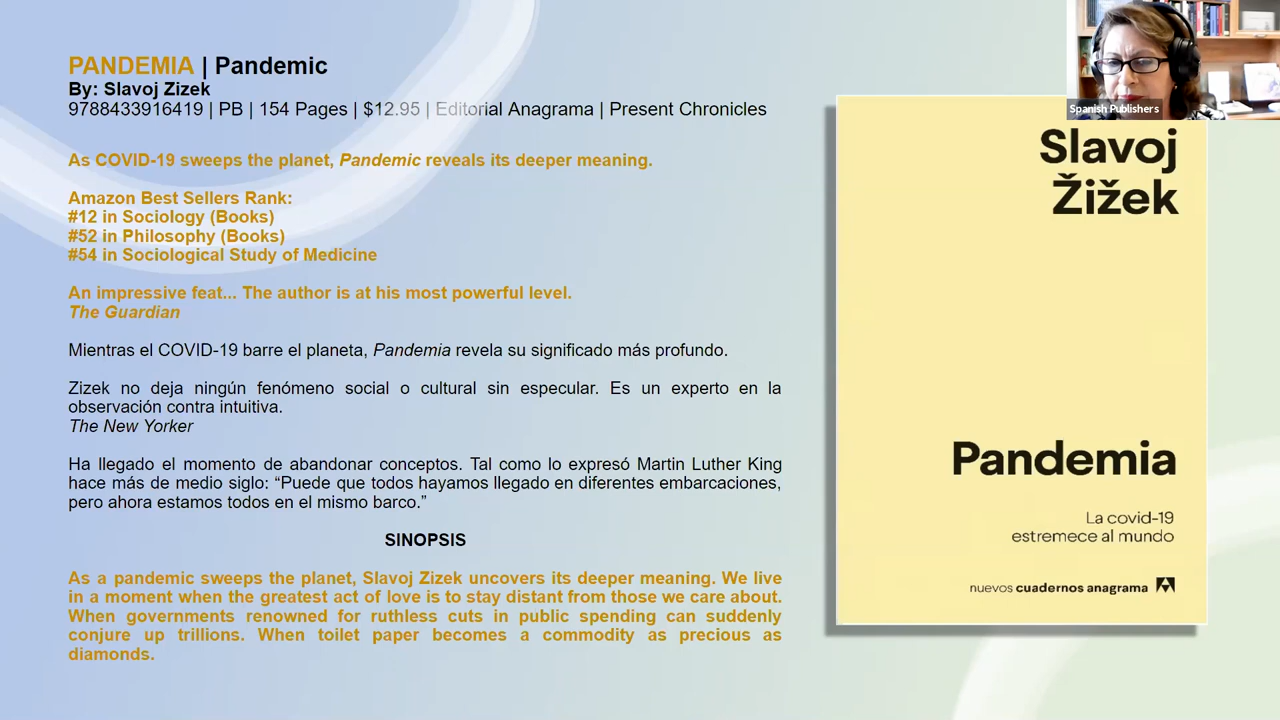 PANDEMIA | Pandemic
By: Slavoj Zizek
9788433916419 | PB | 154 Pages | $12.95 | Editorial Anagrama | Present Chronicles
As COVID-19 sweeps the planet, Pandemic reveals its deeper meaning.
Amazon Best Sellers Rank:
#12 in Sociology (Books)
#52 in Philosophy (Books)
#54 in Sociological Study of Medicine
An impressive feat... The author is at his most powerful level.
The Guardian
Mientras el COVID-19 barre el planeta, Pandemia revela su significado más profundo.
Zizek no deja ningún fenómeno social o cultural sin especular. Es un experto en la
observación contra intuitiva.
The New Yorker
Ha llegado el momento de abandonar conceptos. Tal como lo expresó Martin Luther King
hace más de medio siglo: “Puede que todos hayamos llegado en diferentes embarcaciones,
pero ahora estamos todos en el mismo barco.”
SINOPSIS
As a pandemic sweeps the planet, Slavoj Zizek uncovers its deeper meaning. We live
in a moment when the greatest act of love is to stay distant from those we care about.
When governments renowned for ruthless cuts in public spending can suddenly
conjure up trillions. When toilet paper becomes a commodity as precious as
diamonds.
Spanish Publishers
Slavoj
Žižek
Pandemia
La covid-19
estremece al mundo
nuevos cuadernos anagrama